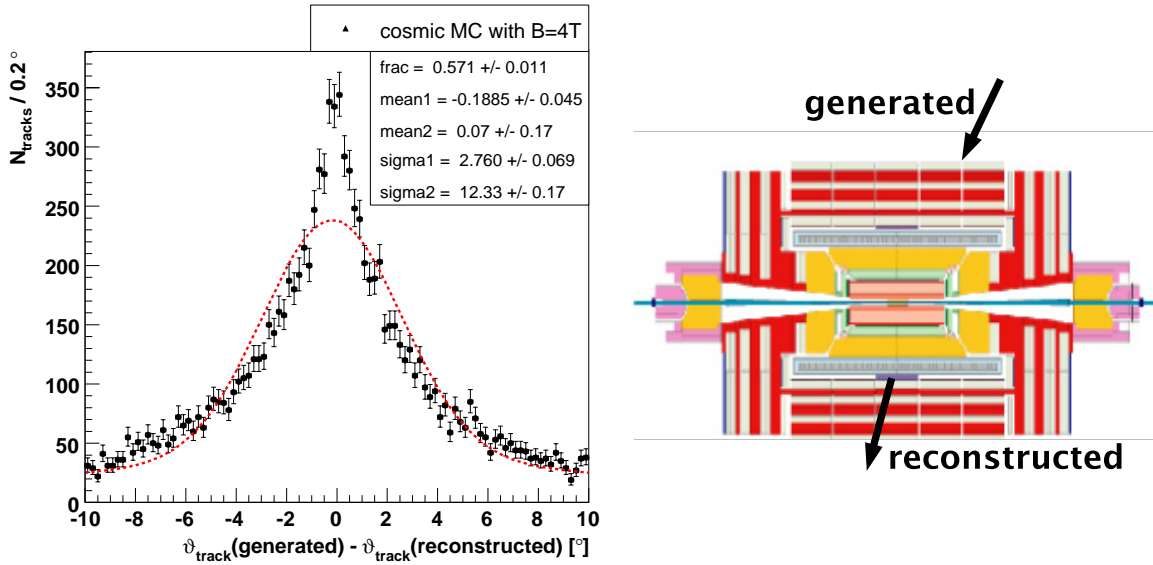 cosmic MC with B=4T
frac = 0.571 +/- 0.011
mean1 = -0.1885 +/- 0.045
mean2 = 0.07 +/- 0.17
sigma1 = 2.760 +/- 0.069
sigma2 = 12.33 +/- 0.17
N_tracks / 0.2°
350
300
250
200
150
100
50
0
-10 -8 -6 -4 -2 0 2 4 6 8 10
ϑ_track(generated) - ϑ_track(reconstructed) [°]
generated
reconstructed